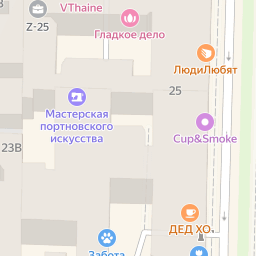 VThaine
Z-25
Гладкое дело
ЛюдиЛюбят
25
Мастерская
портновского
искусства
Cup&Smoke
23В
ДЕД ХО
Забота